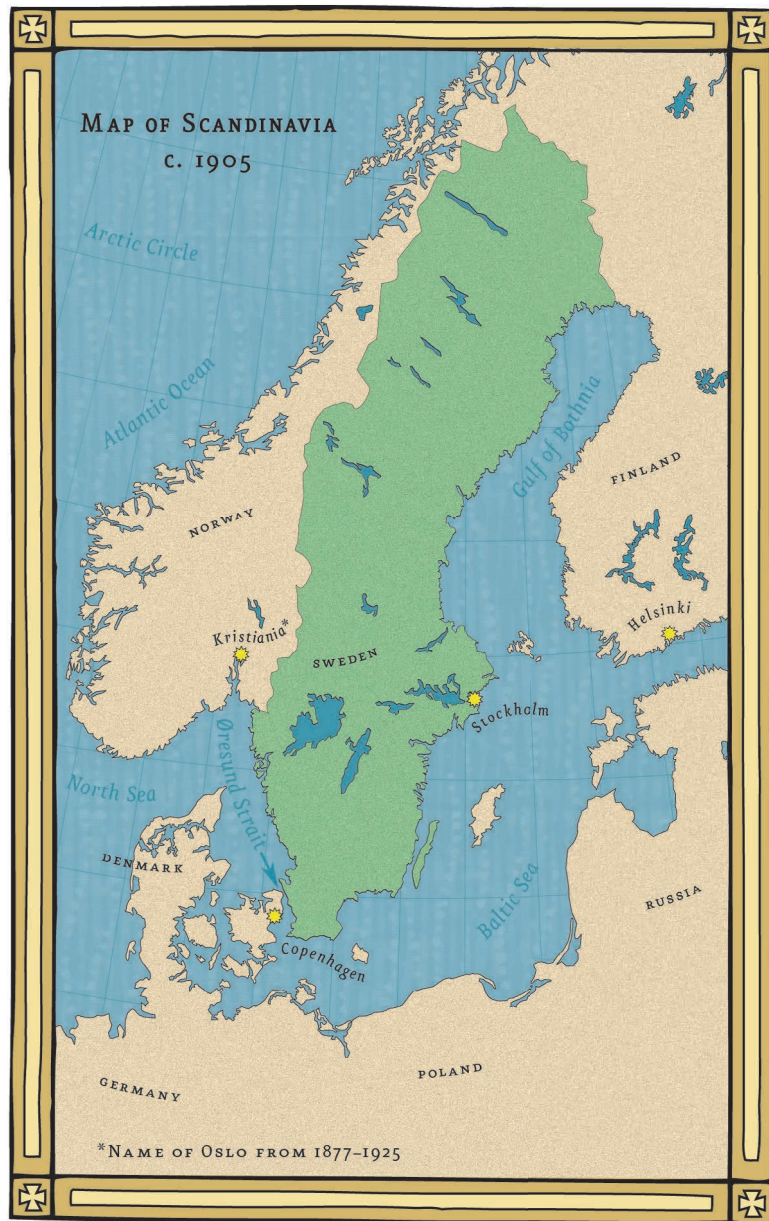 Map of Scandinavia
c. 1905
Arctic Circle
Atlantic Ocean
Gulf of Bothnia
FINLAND
NORWAY
Helsinki
Kristiania*
SWEDEN
Stockholm
Øresund Strait
North Sea
DENMARK
Baltic Sea
RUSSIA
Copenhagen
POLAND
GERMANY
*Name of Oslo from 1877–1925